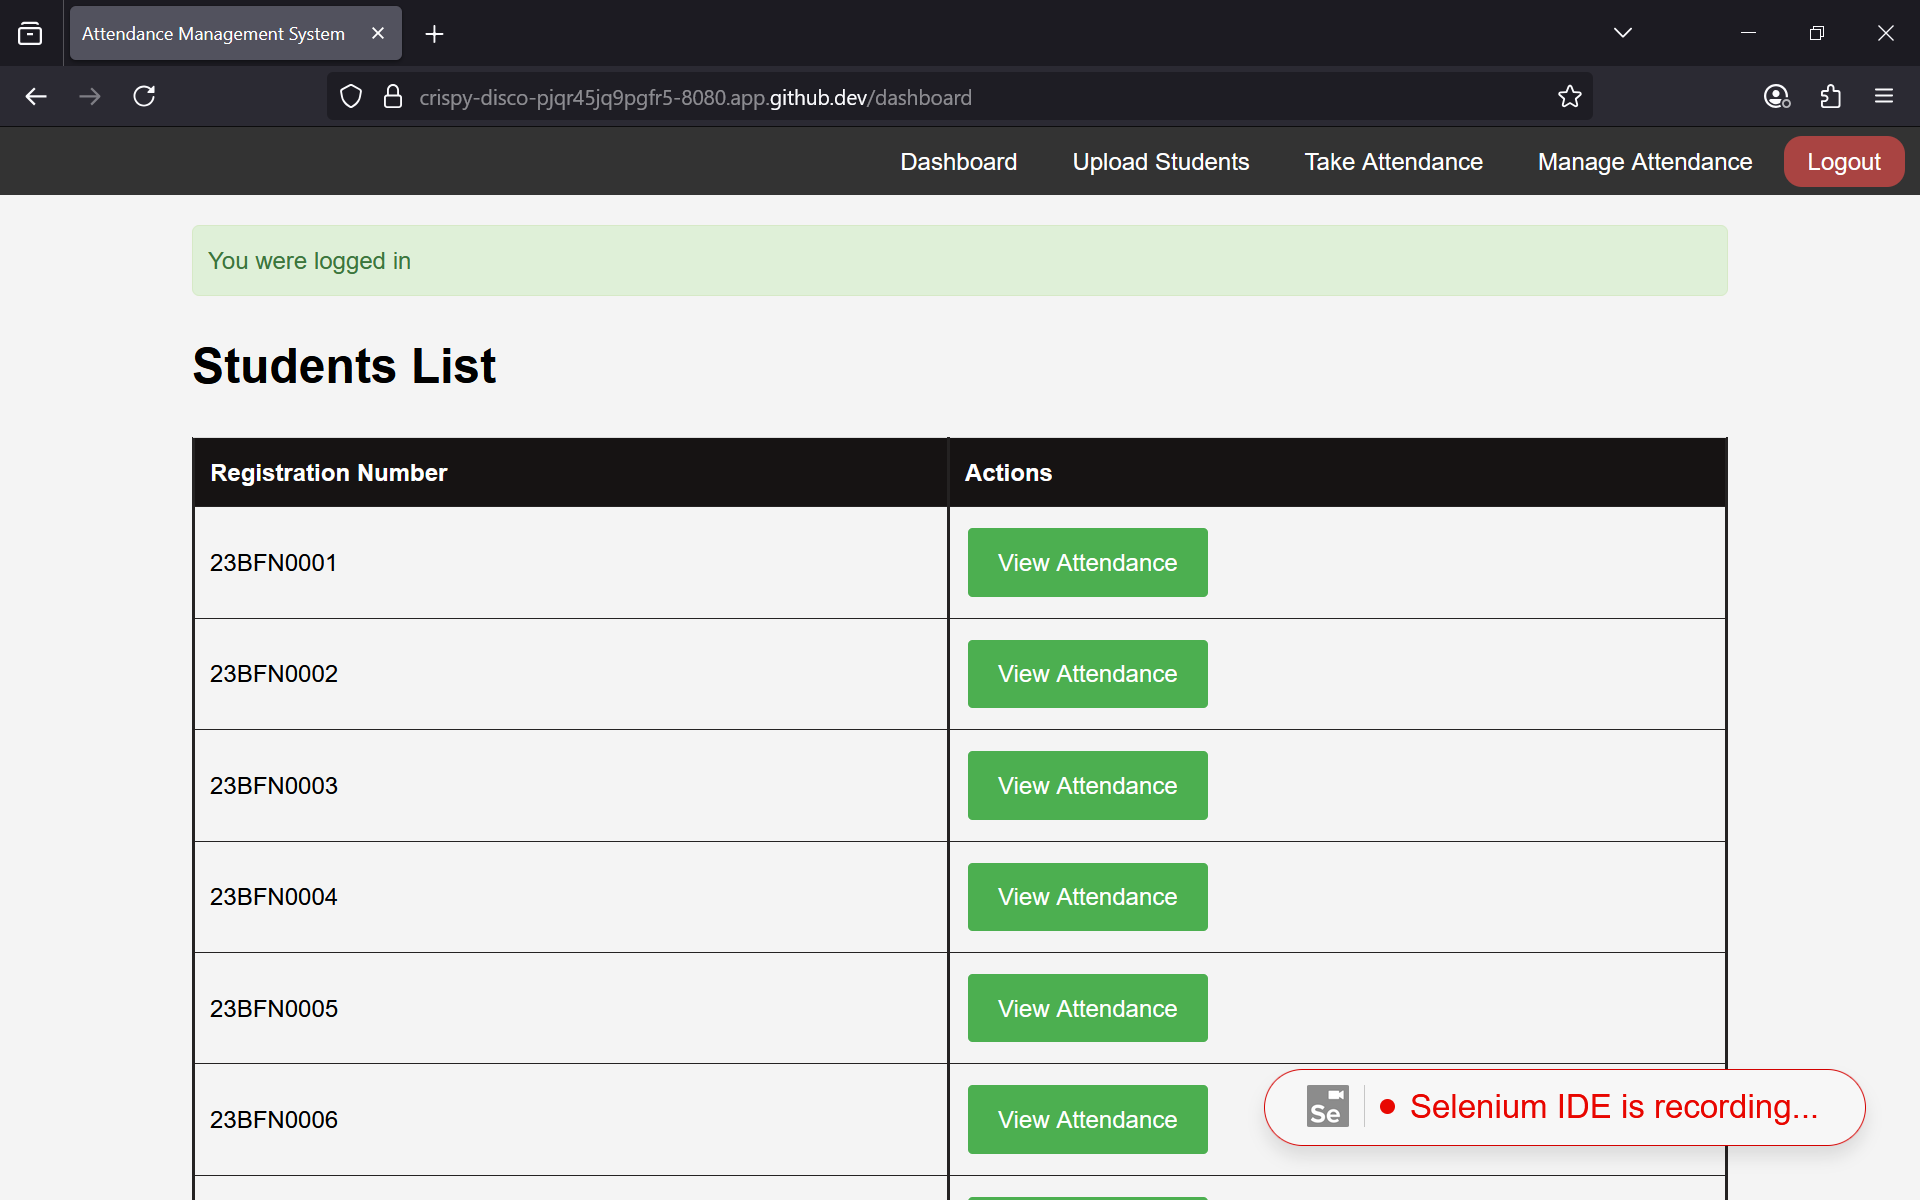 Attendance Management System
crispy-disco-pjqr45jq9pgfr5-8080.app.github.dev/dashboard
Dashboard Upload Students Take Attendance Manage Attendance Logout
You were logged in
Students List
Registration Number Actions
23BFN0001 View Attendance
23BFN0002 View Attendance
23BFN0003 View Attendance
23BFN0004 View Attendance
23BFN0005 View Attendance
23BFN0006 View Attendance
Se Selenium IDE is recording...